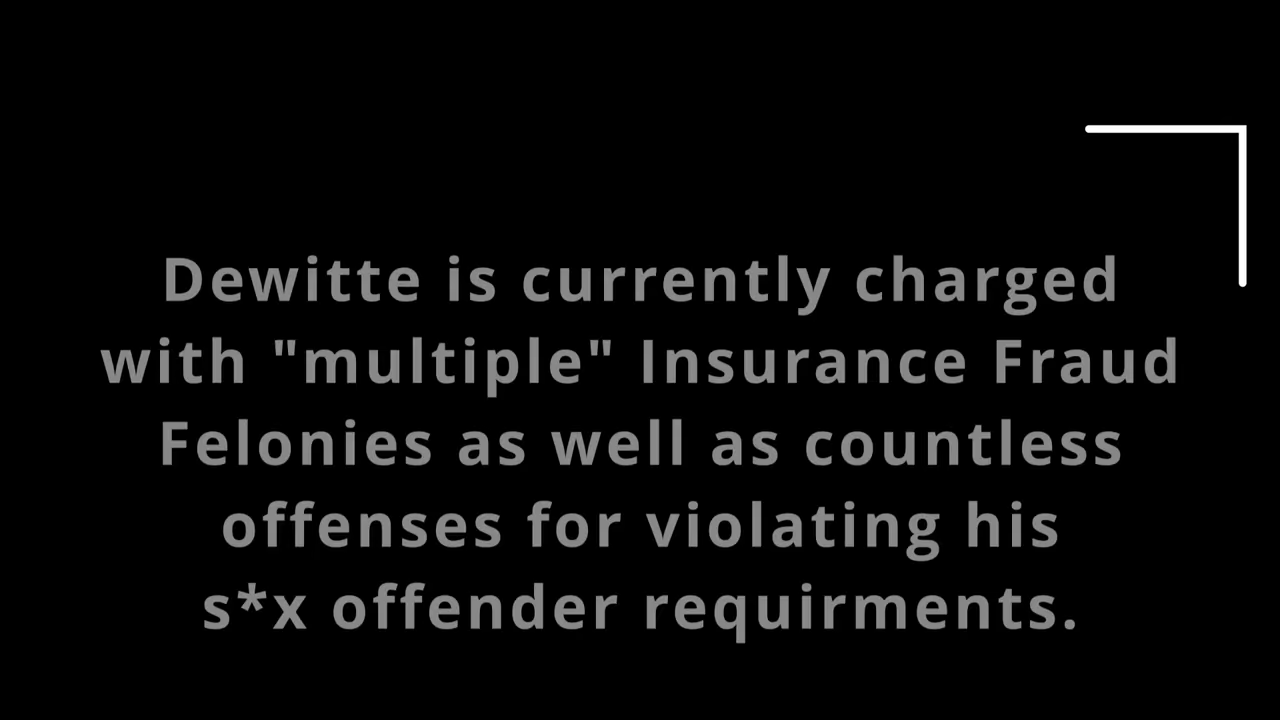 Dewitte is currently charged
with "multiple" Insurance Fraud
Felonies as well as countless
offenses for violating his
s*x offender requirments.